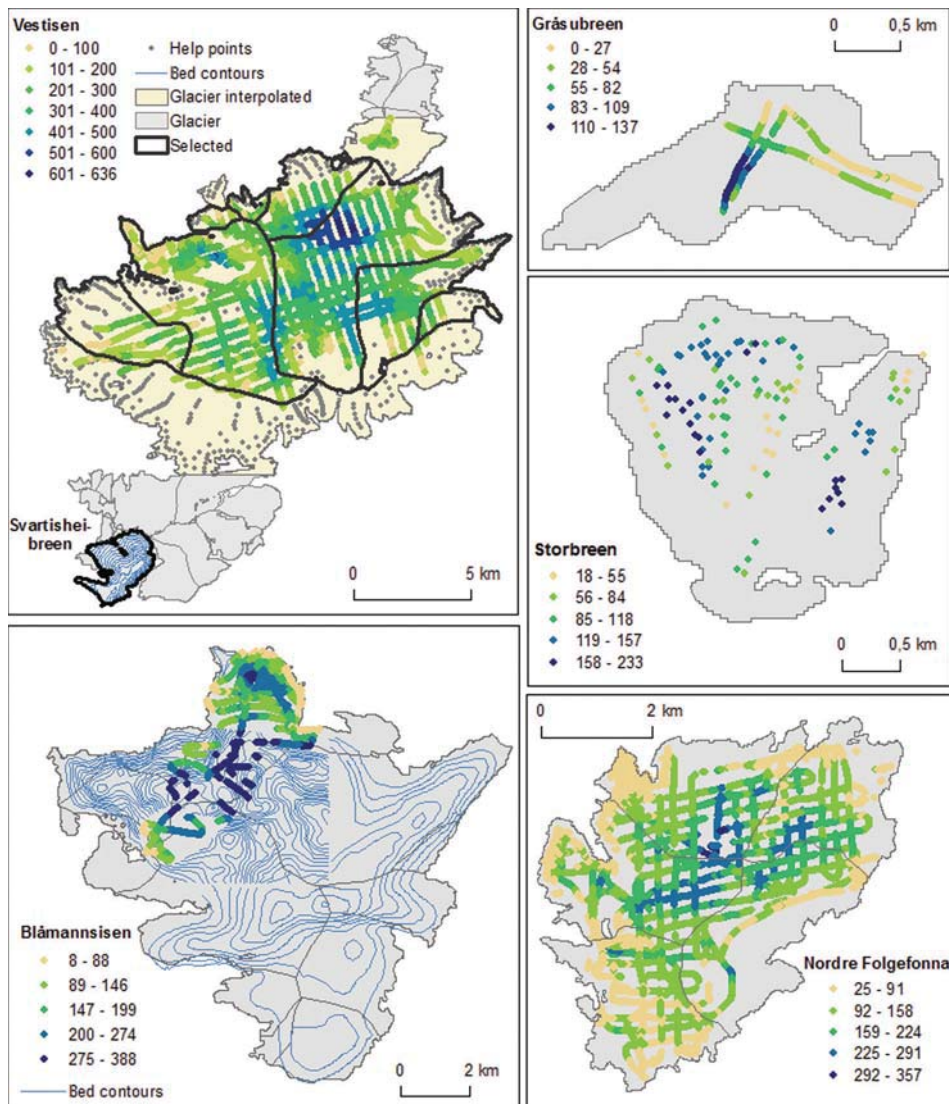 Vestisen
0 - 100
101 - 200
201 - 300
301 - 400
401 - 500
501 - 600
601 - 636
Help points
Bed contours
Glacier interpolated
Glacier
Selected
Svartishei-
breen
0 5 km
Gråsubreen
0 - 27
28 - 54
55 - 82
83 - 109
110 - 137
0 0,5 km
Storbreen
18 - 55
56 - 84
85 - 118
119 - 157
158 - 233
0 0,5 km
Blåmannsisen
8 - 88
89 - 146
147 - 199
200 - 274
275 - 388
Bed contours
0 2 km
0 2 km
Nordre Folgefonna
25 - 91
92 - 158
159 - 224
225 - 291
292 - 357